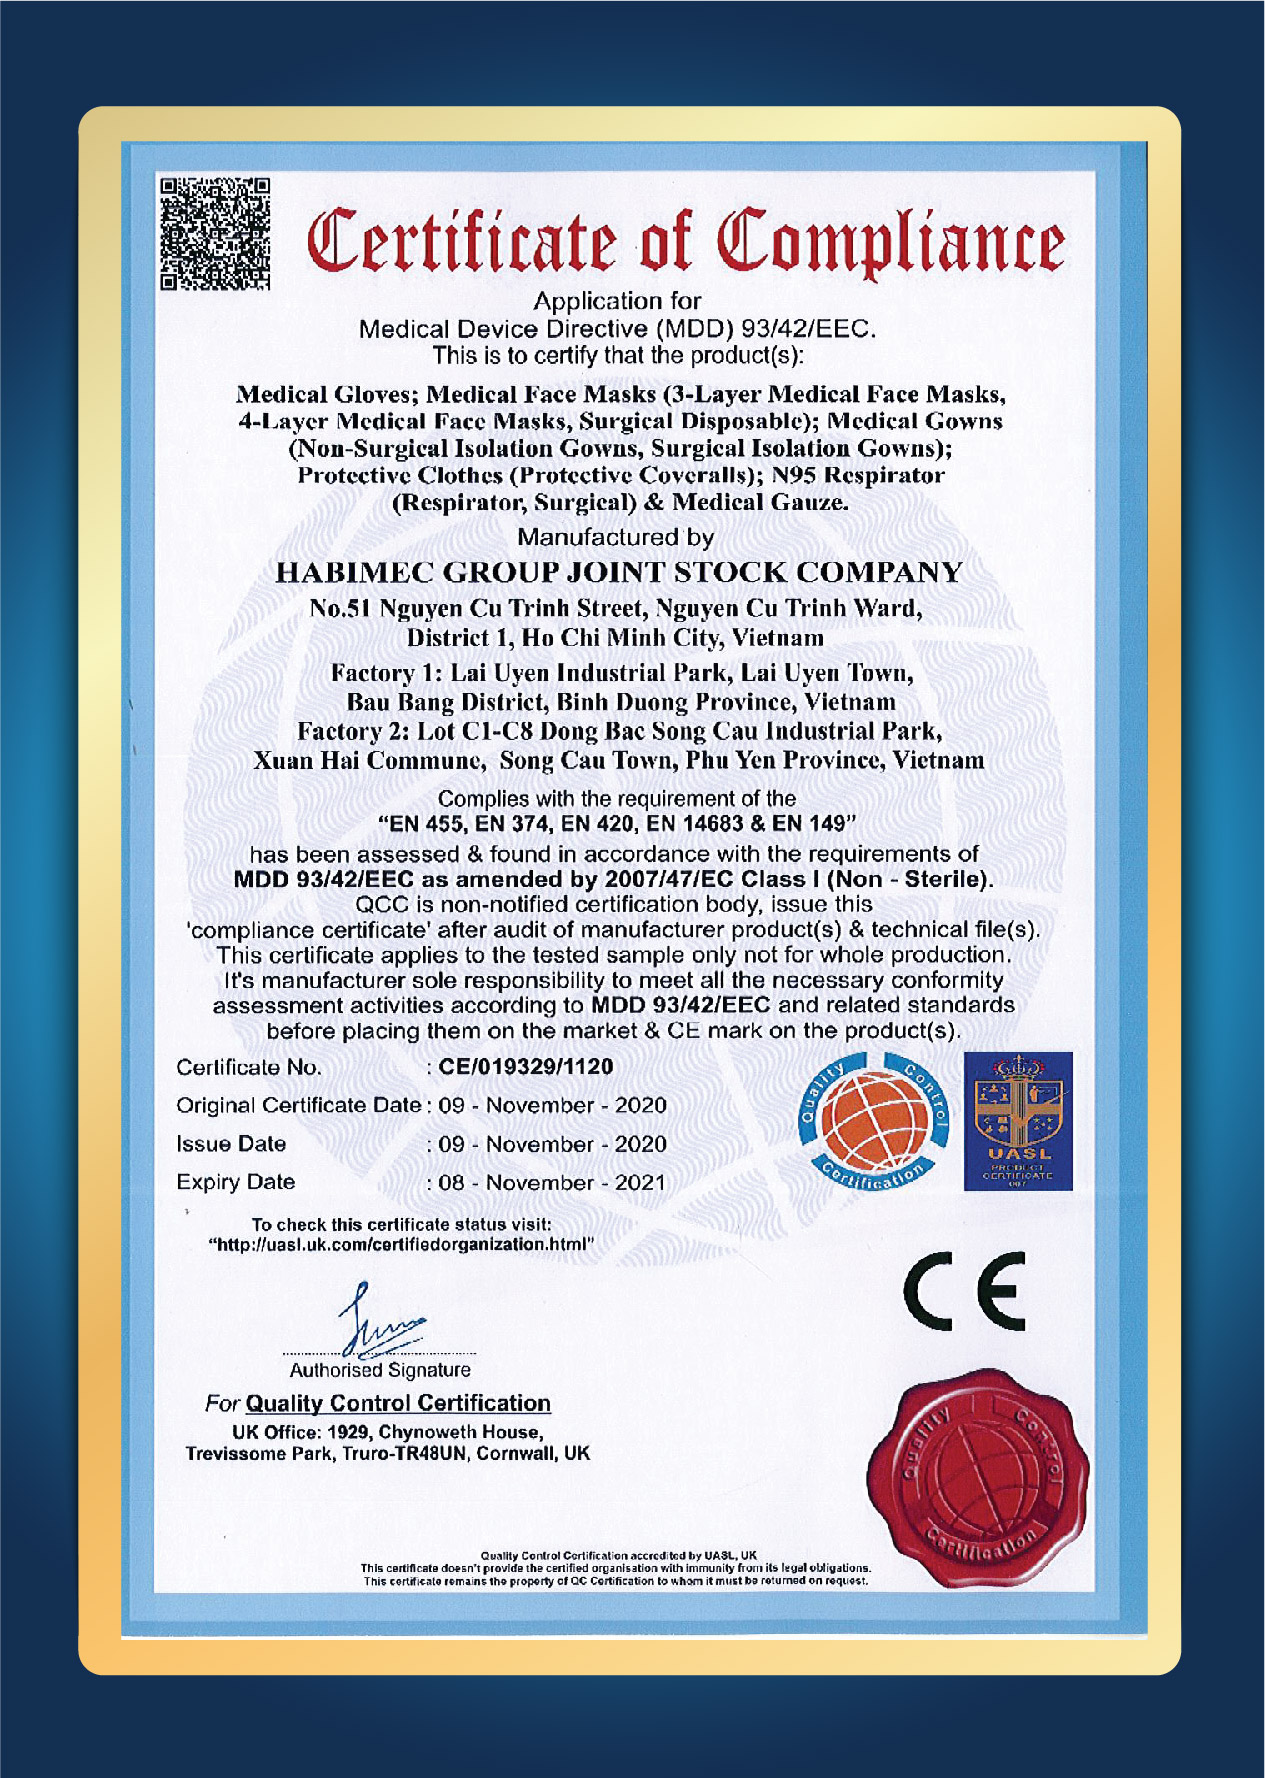 Certificate of Compliance
Application for
Medical Device Directive (MDD) 93/42/EEC.
This is to certify that the product(s):
Medical Gloves; Medical Face Masks (3-Layer Medical Face Masks,
4-Layer Medical Face Masks, Surgical Disposable); Medical Gowns
(Non-Surgical Isolation Gowns, Surgical Isolation Gowns);
Protective Clothes (Protective Coveralls); N95 Respirator
(Respirator, Surgical) & Medical Gauze.
Manufactured by
HABIMEC GROUP JOINT STOCK COMPANY
No.51 Nguyen Cu Trinh Street, Nguyen Cu Trinh Ward,
District 1, Ho Chi Minh City, Vietnam
Factory 1: Lai Uyen Industrial Park, Lai Uyen Town,
Bau Bang District, Binh Duong Province, Vietnam
Factory 2: Lot C1-C8 Dong Bac Song Cau Industrial Park,
Xuan Hai Commune, Song Cau Town, Phu Yen Province, Vietnam
Complies with the requirement of the
“EN 455, EN 374, EN 420, EN 14683 & EN 149”
has been assessed & found in accordance with the requirements of
MDD 93/42/EEC as amended by 2007/47/EC Class I (Non - Sterile).
QCC is non-notified certification body, issue this
'compliance certificate' after audit of manufacturer product(s) & technical file(s).
This certificate applies to the tested sample only not for whole production.
It's manufacturer sole responsibility to meet all the necessary conformity
assessment activities according to MDD 93/42/EEC and related standards
before placing them on the market & CE mark on the product(s).
Certificate No. : CE/019329/1120
Original Certificate Date : 09 - November - 2020
Issue Date : 09 - November - 2020
Expiry Date : 08 - November - 2021
Quality Control Certification
UASL
PRODUCT
CERTIFICATE
007
To check this certificate status visit:
“http://uasl.uk.com/certifiedorganization.html”
CE
Authorised Signature
For Quality Control Certification
UK Office: 1929, Chynoweth House,
Trevissome Park, Truro-TR48UN, Cornwall, UK
Quality Control Certification
Quality Control Certification accredited by UASL, UK
This certificate doesn't provide the certified organisation with immunity from its legal obligations.
This certificate remains the property of QC Certification to whom it must be returned on request.